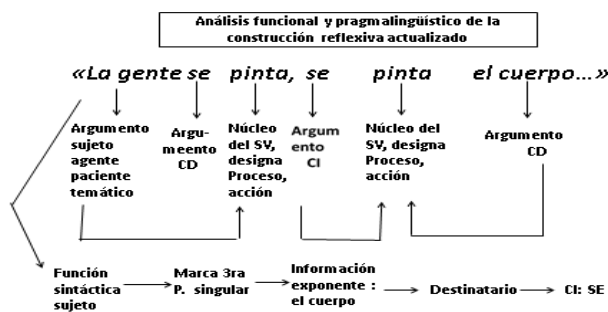 Análisis funcional y pragmalingüístico de la
construcción reflexiva actualizado
«La gente se pinta, se pinta el cuerpo...»
Argumento
sujeto
agente
paciente
temático
Argu-
meento
CD
Núcleo
del SV,
designa
Proceso,
acción
Argum
ento
CI
Núcleo del
SV, designa
Proceso,
acción
Argumento
CD
Función
sintáctica
sujeto
Marca 3ra
P. singular
Información
exponente :
el cuerpo
Destinatario
CI: SE